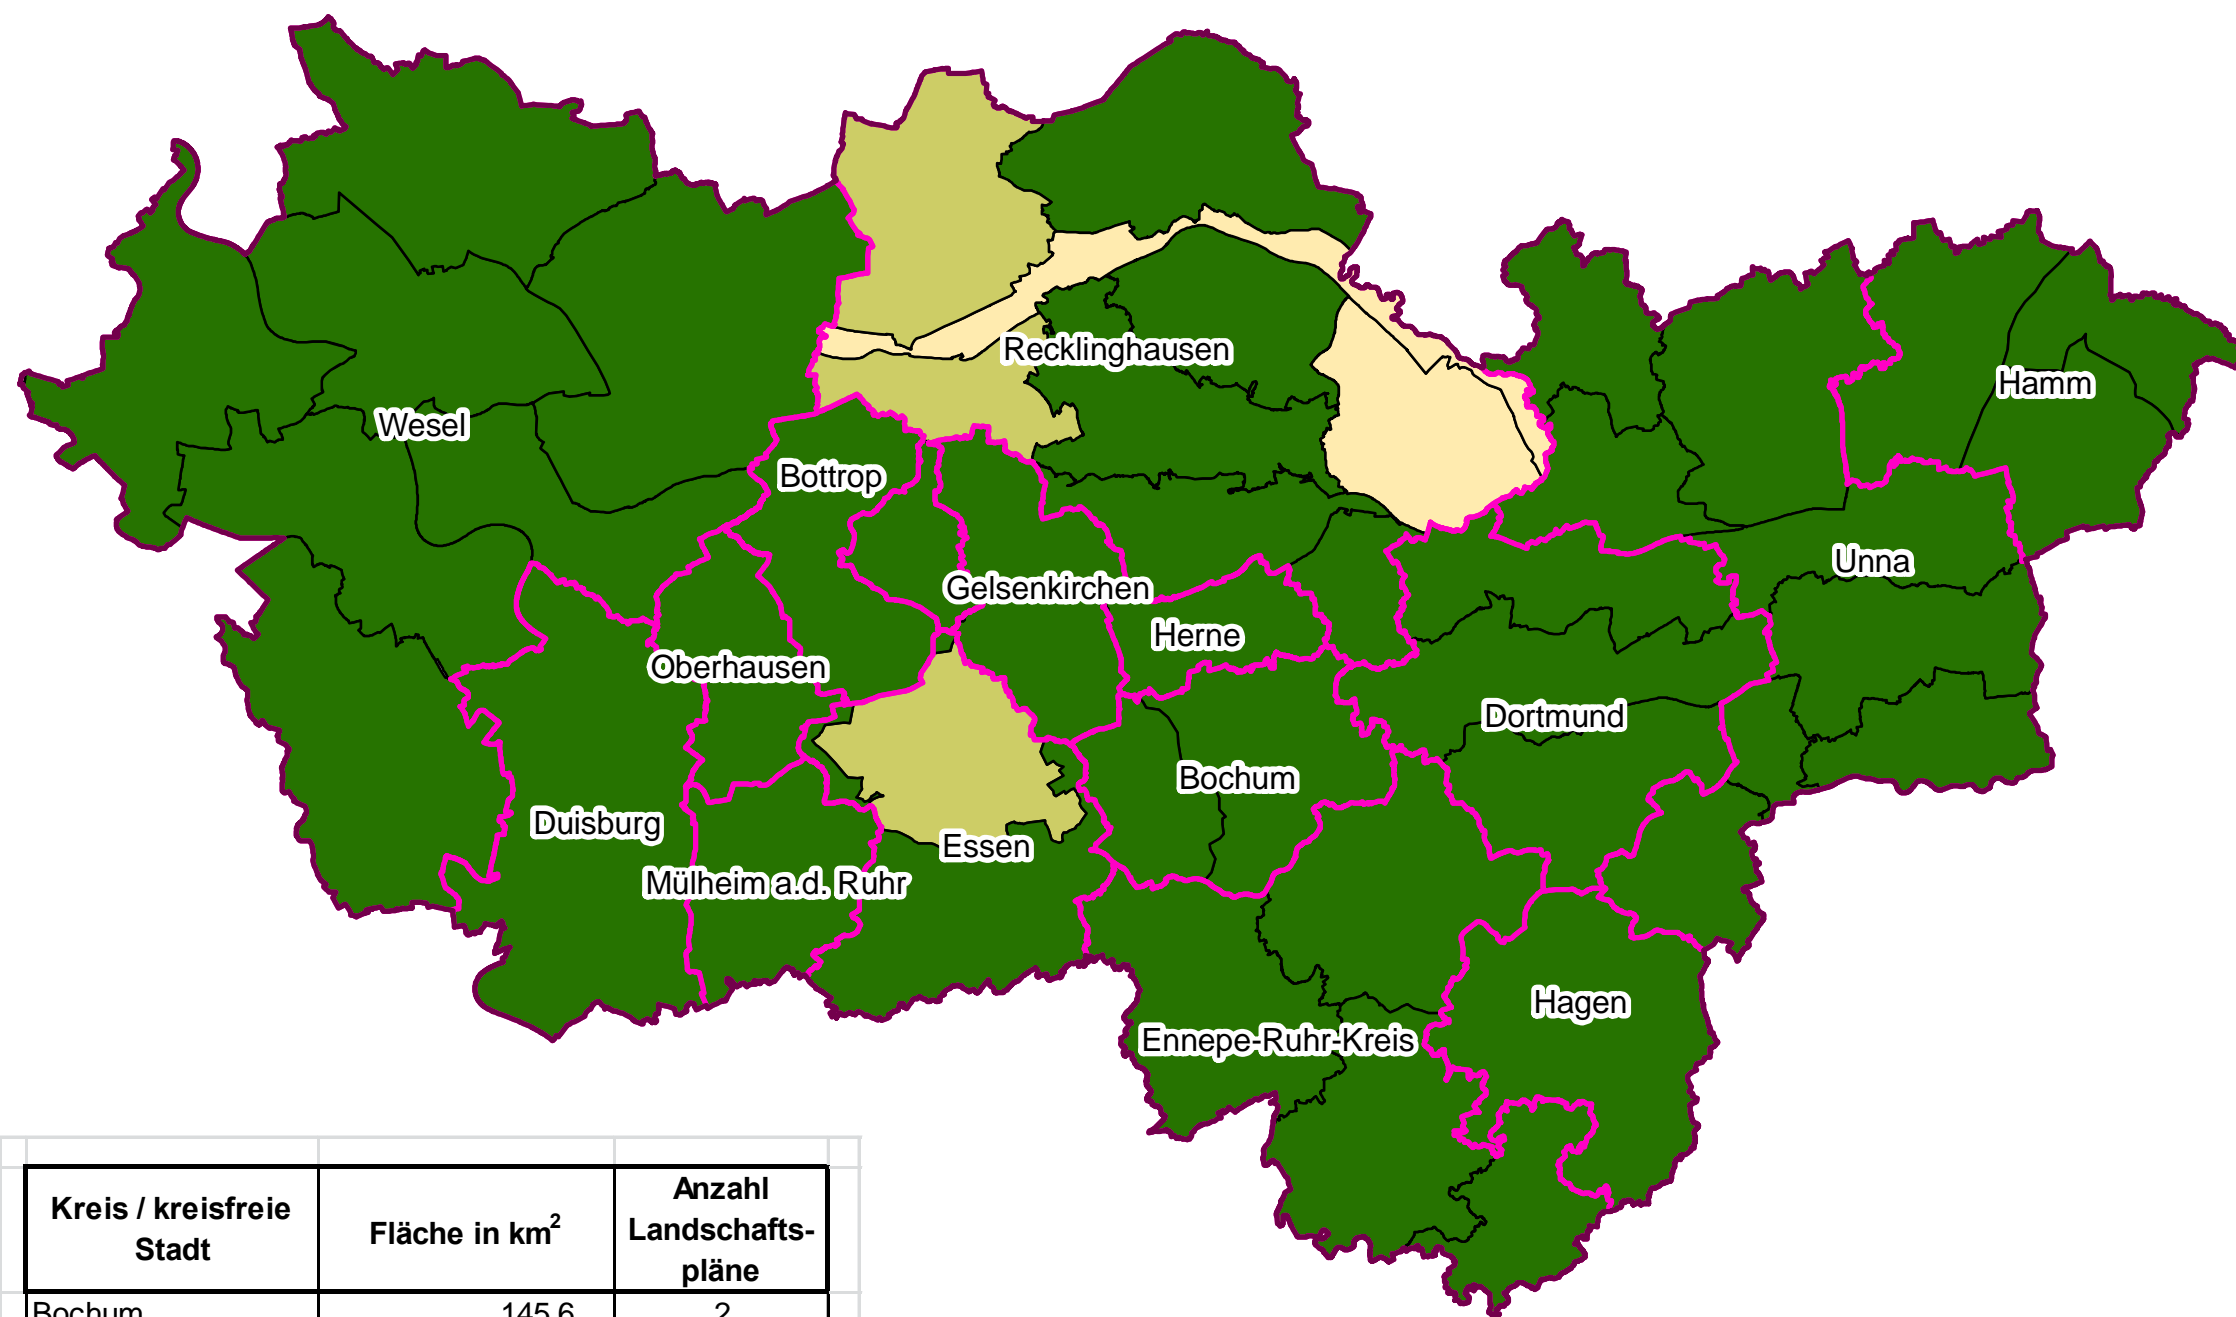 Recklinghausen
Hamm
Wesel
Bottrop
Unna
Gelsenkirchen
Herne
Oberhausen
Dortmund
Bochum
Duisburg
Essen
Mülheim a.d. Ruhr
Hagen
Ennepe-Ruhr-Kreis
Kreis / kreisfreie
Stadt
Fläche in km²
Anzahl
Landschafts-
pläne
Bochum 145,6 2